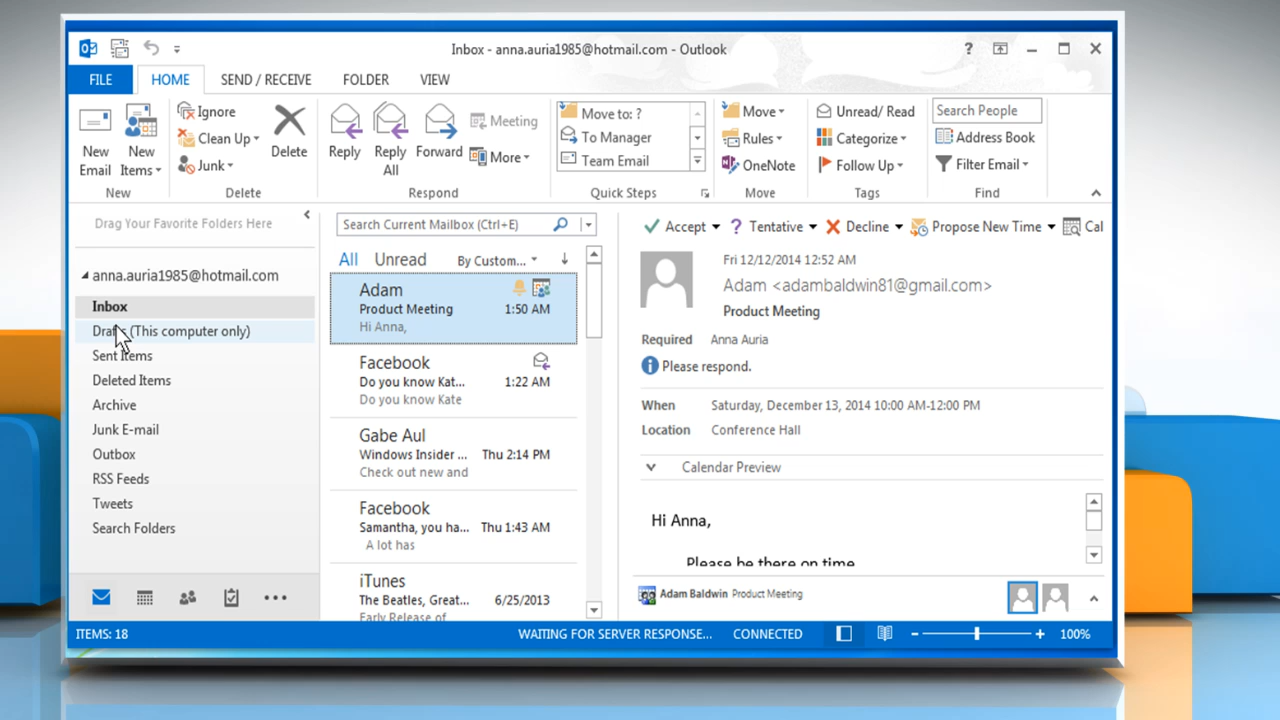 Inbox - anna.auria1985@hotmail.com - Outlook
?
FILE HOME SEND / RECEIVE FOLDER VIEW
New Email
New Items
New
Ignore
Clean Up
Junk
Delete
Delete
Reply
Reply All
Forward
Meeting
More
Respond
Move to: ?
To Manager
Team Email
Quick Steps
Move
Rules
OneNote
Move
Unread/ Read
Categorize
Follow Up
Tags
Search People
Address Book
Filter Email
Find
Drag Your Favorite Folders Here
anna.auria1985@hotmail.com
Inbox
(This computer only)
Sent Items
Deleted Items
Archive
Junk E-mail
Outbox
RSS Feeds
Tweets
Search Folders
Search Current Mailbox (Ctrl+E)
All Unread By Custom...
Adam
Product Meeting 1:50 AM
Hi Anna,
Facebook
Do you know Kat... 1:22 AM
Do you know Kate
Gabe Aul
Windows Insider ... Thu 2:14 PM
Check out new and
Facebook
Samantha, you ha... Thu 1:43 AM
A lot has
iTunes
The Beatles, Great... 6/25/2013
Early Release of
Accept ? Tentative Decline Propose New Time Cal
Fri 12/12/2014 12:52 AM
Adam <adambaldwin81@gmail.com>
Product Meeting
Required Anna Auria
Please respond.
When Saturday, December 13, 2014 10:00 AM-12:00 PM
Location Conference Hall
Calendar Preview
Hi Anna,
Please be there on time
Adam Baldwin Product Meeting
ITEMS: 18 WAITING FOR SERVER RESPONSE... CONNECTED 100%